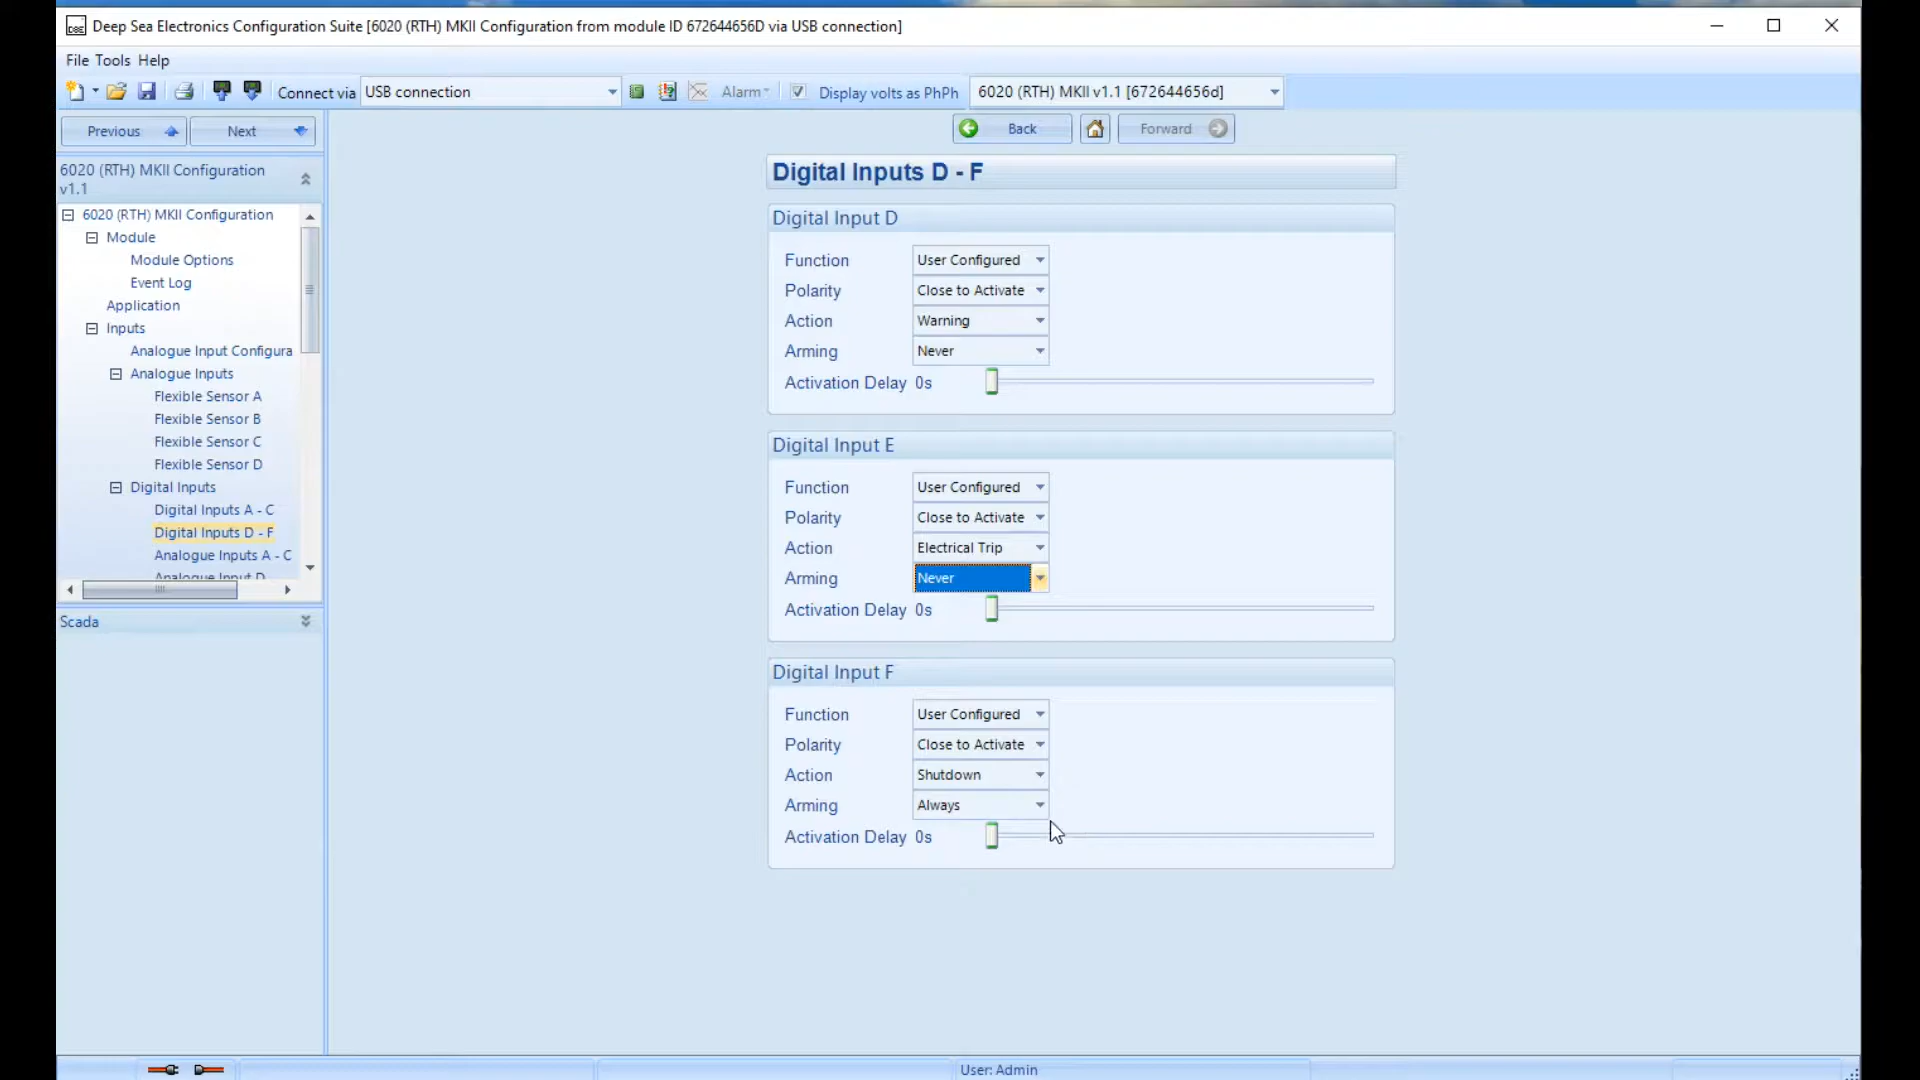 Deep Sea Electronics Configuration Suite [6020 (RTH) MKII Configuration from module ID 672644656D via USB connection]
File Tools Help
Connect via USB connection Alarm Display volts as PhPh 6020 (RTH) MKII v1.1 [672644656d]
Previous Next
Back Forward
6020 (RTH) MKII Configuration
v1.1
6020 (RTH) MKII Configuration
Module
Module Options
Event Log
Application
Inputs
Analogue Input Configura
Analogue Inputs
Flexible Sensor A
Flexible Sensor B
Flexible Sensor C
Flexible Sensor D
Digital Inputs
Digital Inputs A - C
Digital Inputs D - F
Analogue Inputs A - C
Analogue Input D
Scada
Digital Inputs D - F
Digital Input D
Function User Configured
Polarity Close to Activate
Action Warning
Arming Never
Activation Delay 0s
Digital Input E
Function User Configured
Polarity Close to Activate
Action Electrical Trip
Arming Never
Activation Delay 0s
Digital Input F
Function User Configured
Polarity Close to Activate
Action Shutdown
Arming Always
Activation Delay 0s
User: Admin